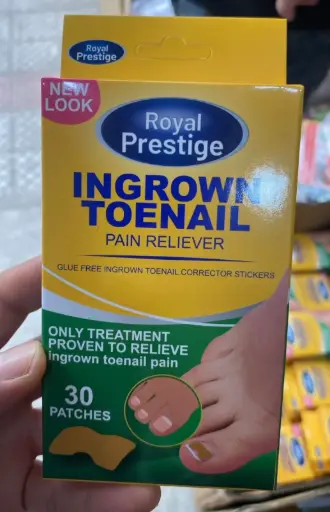 Royal
Prestige
NEW
LOOK
Royal
Prestige
INGROWN
TOENAIL
PAIN RELIEVER
GLUE FREE INGROWN TOENAIL CORRECTOR STICKERS
ONLY TREATMENT
PROVEN TO RELIEVE
ingrown toenail pain
30
PATCHES